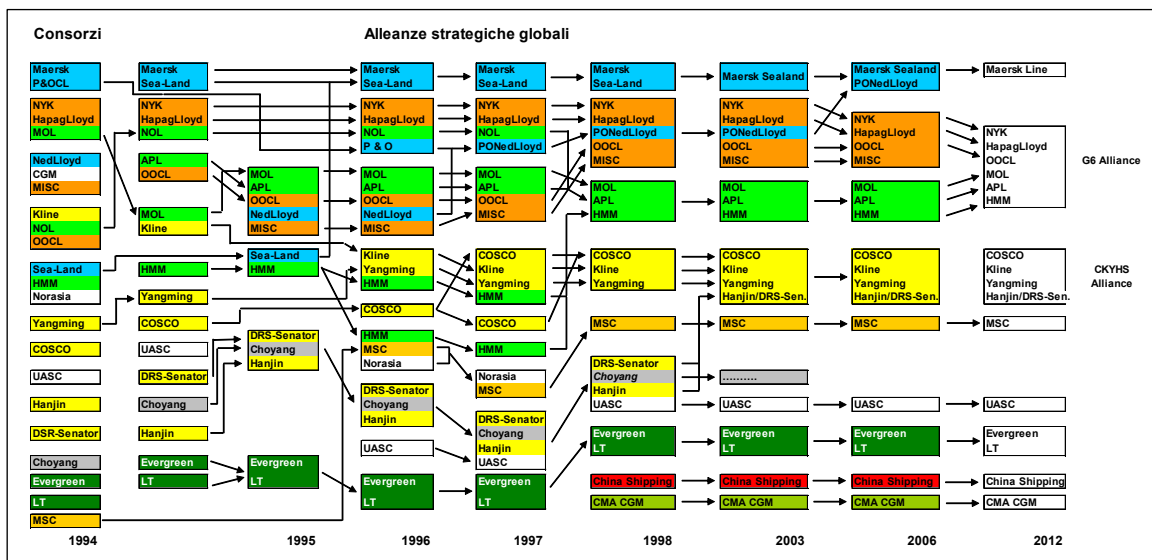 Consorzi
Alleanze strategiche globali
Maersk
P&OCL
NYK
HapagLloyd
MOL
NedLloyd
CGM
MISC
Kline
NOL
OOCL
Sea-Land
HMM
Norasia
Yangming
COSCO
UASC
Hanjin
DSR-Senator
Choyang
Evergreen
LT
MSC
Maersk
Sea-Land
NYK
HapagLloyd
NOL
APL
OOCL
MOL
Kline
HMM
Yangming
COSCO
UASC
DRS-Senator
Choyang
Hanjin
Evergreen
LT
MOL
APL
OOCL
NedLloyd
MISC
Sea-Land
HMM
DRS-Senator
Choyang
Hanjin
Evergreen
LT
Maersk
Sea-Land
NYK
HapagLloyd
NOL
P & O
MOL
APL
OOCL
NedLloyd
MISC
Kline
Yangming
HMM
COSCO
HMM
MSC
Norasia
DRS-Senator
Choyang
Hanjin
UASC
Evergreen
LT
Maersk
Sea-Land
NYK
HapagLloyd
NOL
PONedLloyd
MOL
APL
OOCL
MISC
COSCO
Kline
Yangming
HMM
COSCO
HMM
Norasia
MSC
DRS-Senator
Choyang
Hanjin
UASC
Evergreen
LT
Maersk
Sea-Land
NYK
HapagLloyd
PONedLloyd
OOCL
MISC
MOL
APL
HMM
COSCO
Kline
Yangming
MSC
DRS-Senator
Choyang
Hanjin
UASC
Evergreen
LT
China Shipping
CMA CGM
Maersk Sealand
NYK
HapagLloyd
PONedLloyd
OOCL
MISC
MOL
APL
HMM
COSCO
Kline
Yangming
Hanjin/DRS-Sen.
MSC
..........
UASC
Evergreen
LT
China Shipping
CMA CGM
Maersk Sealand
PONedLloyd
NYK
HapagLloyd
OOCL
MISC
MOL
APL
HMM
COSCO
Kline
Yangming
Hanjin/DRS-Sen.
MSC
UASC
Evergreen
LT
China Shipping
CMA CGM
Maersk Line
NYK
HapagLloyd
OOCL
MOL
APL
HMM
COSCO
Kline
Yangming
Hanjin/DRS-Sen.
MSC
UASC
Evergreen
LT
China Shipping
CMA CGM
G6 Alliance
CKYHS
Alliance
1994
1995
1996
1997
1998
2003
2006
2012